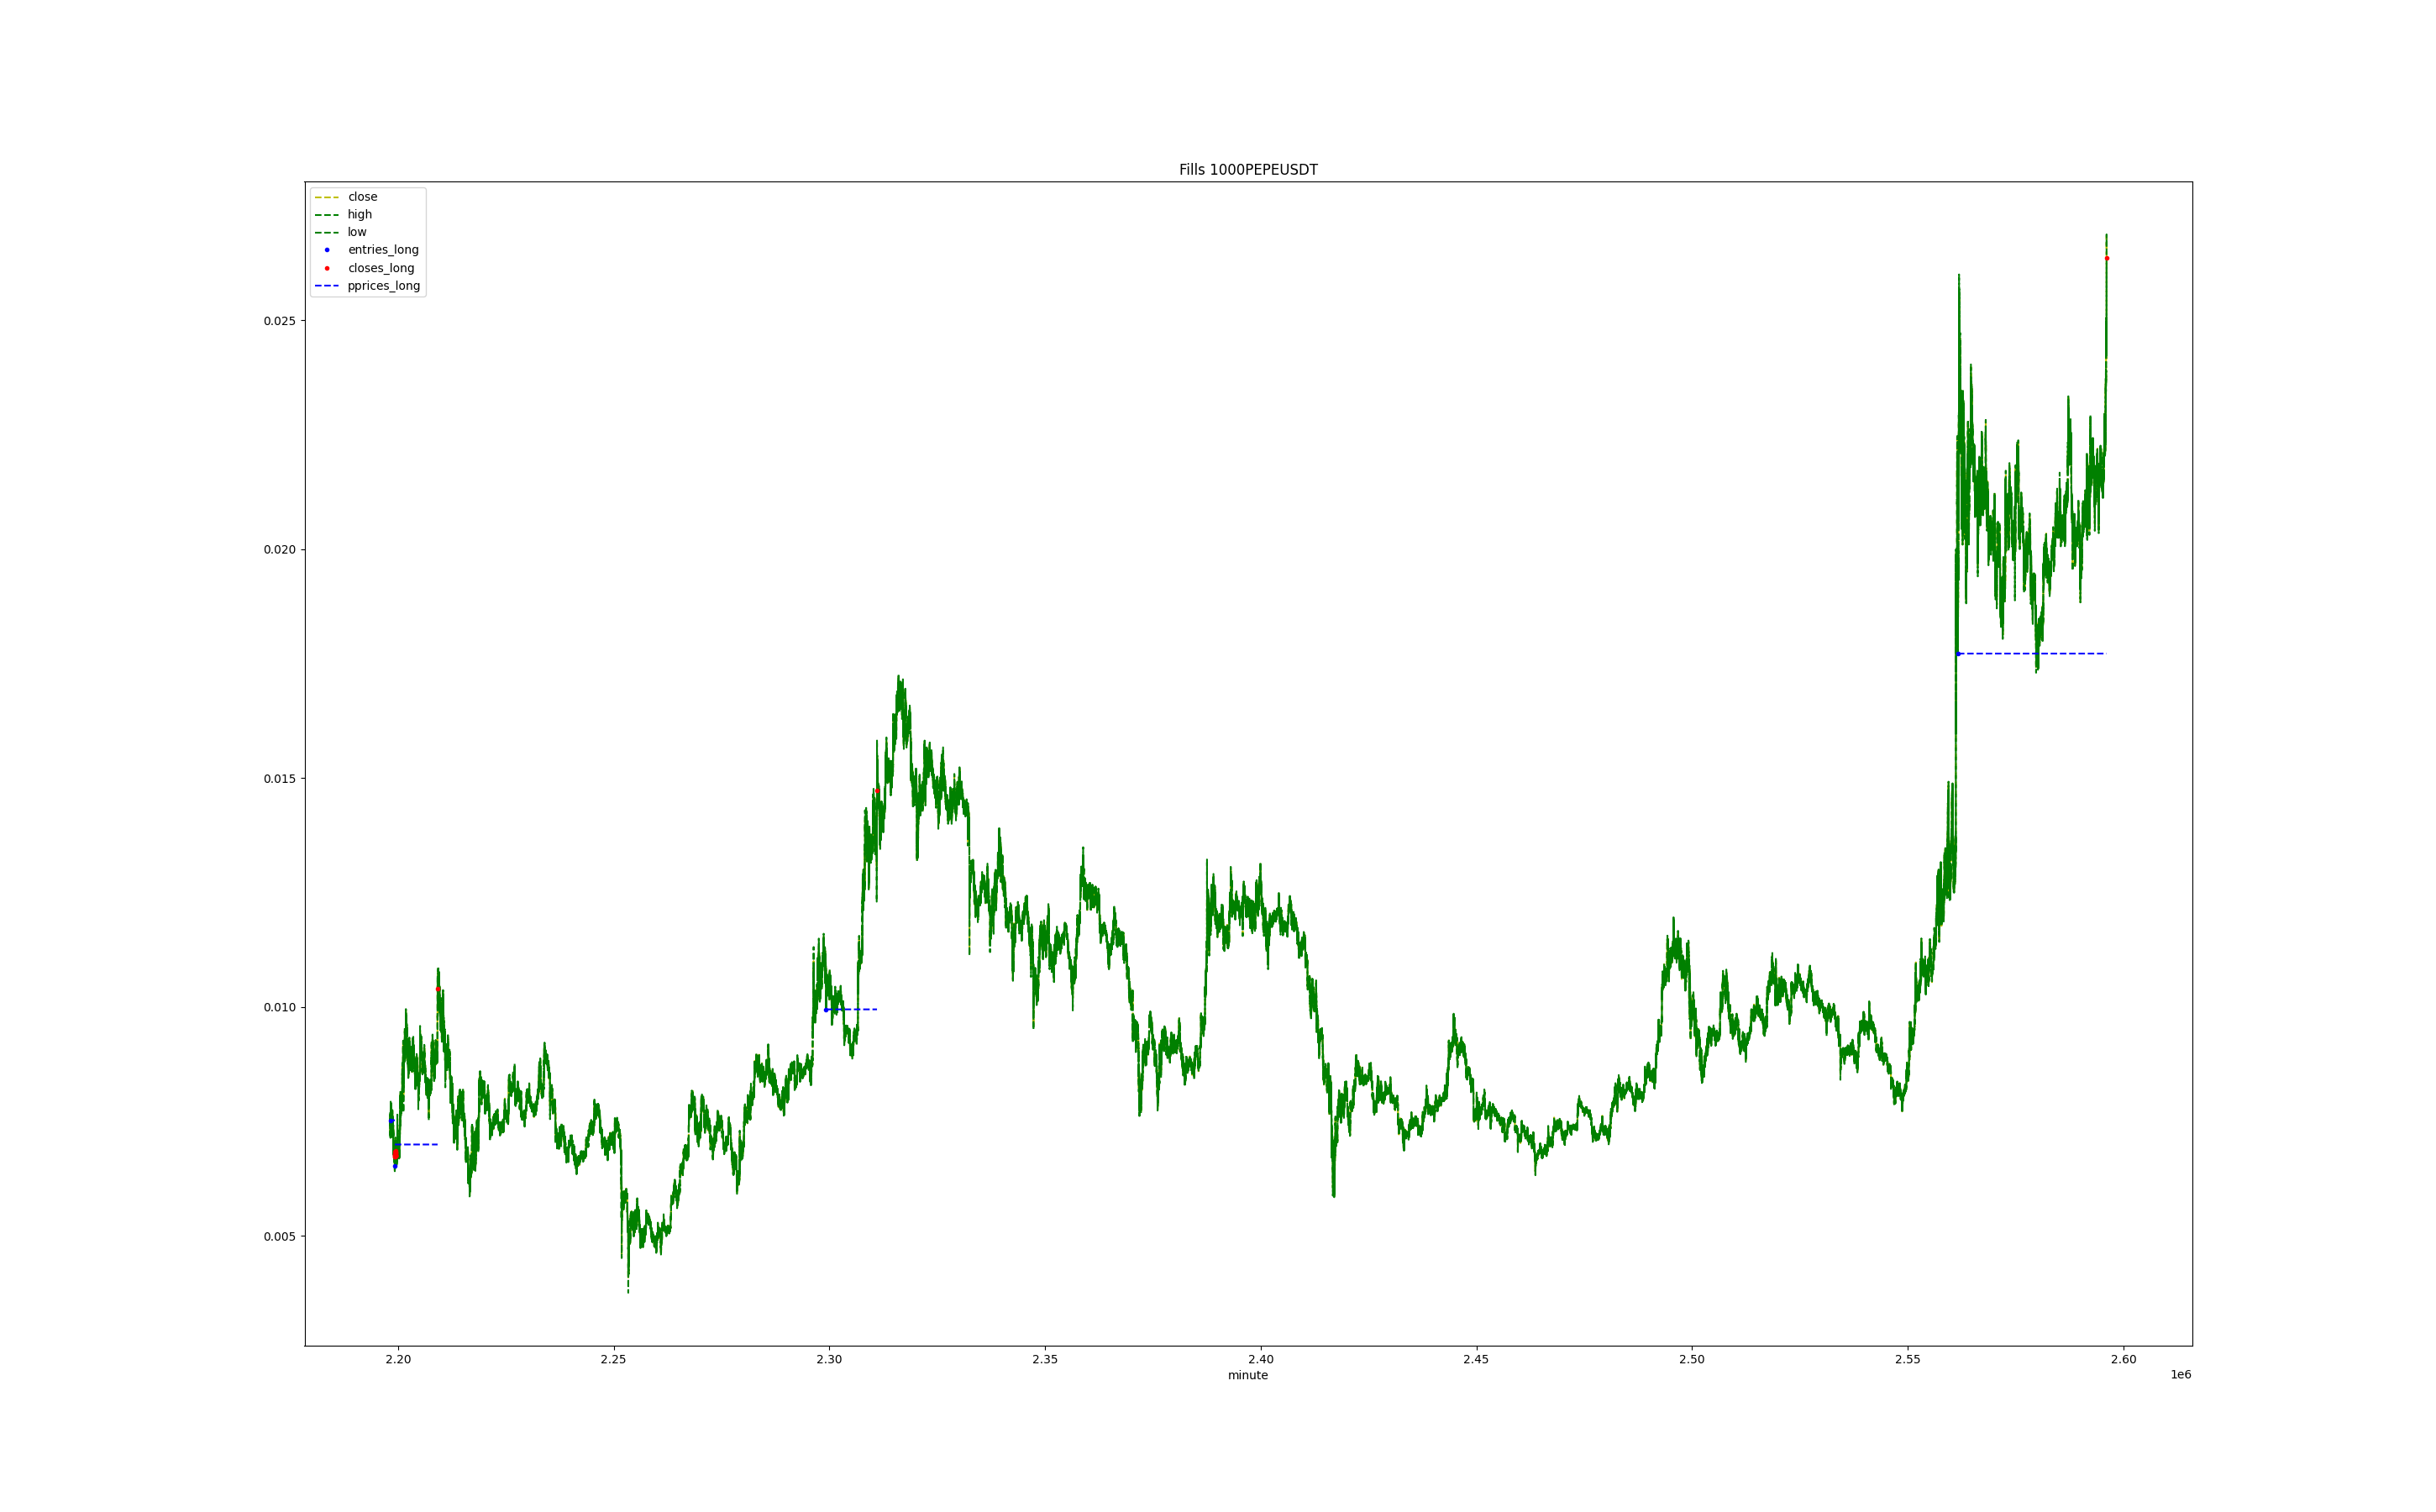 Fills 1000PEPEUSDT
close
high
low
entries_long
closes_long
pprices_long
0.025
0.020
0.015
0.010
0.005
2.20 2.25 2.30 2.35 2.40 2.45 2.50 2.55 2.60
minute
1e6